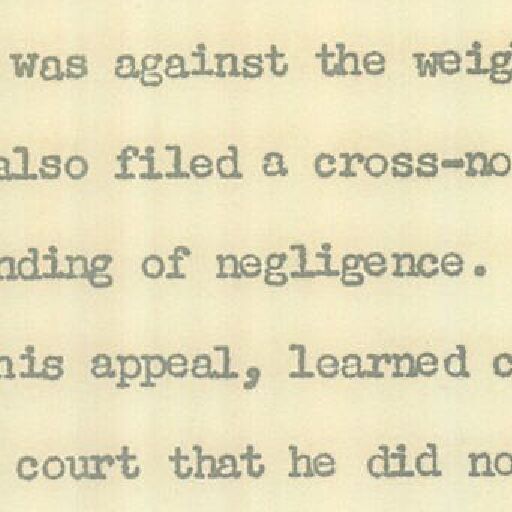 was against the weig
also filed a cross-no
nding of negligence.
his appeal, learned c
court that he did no